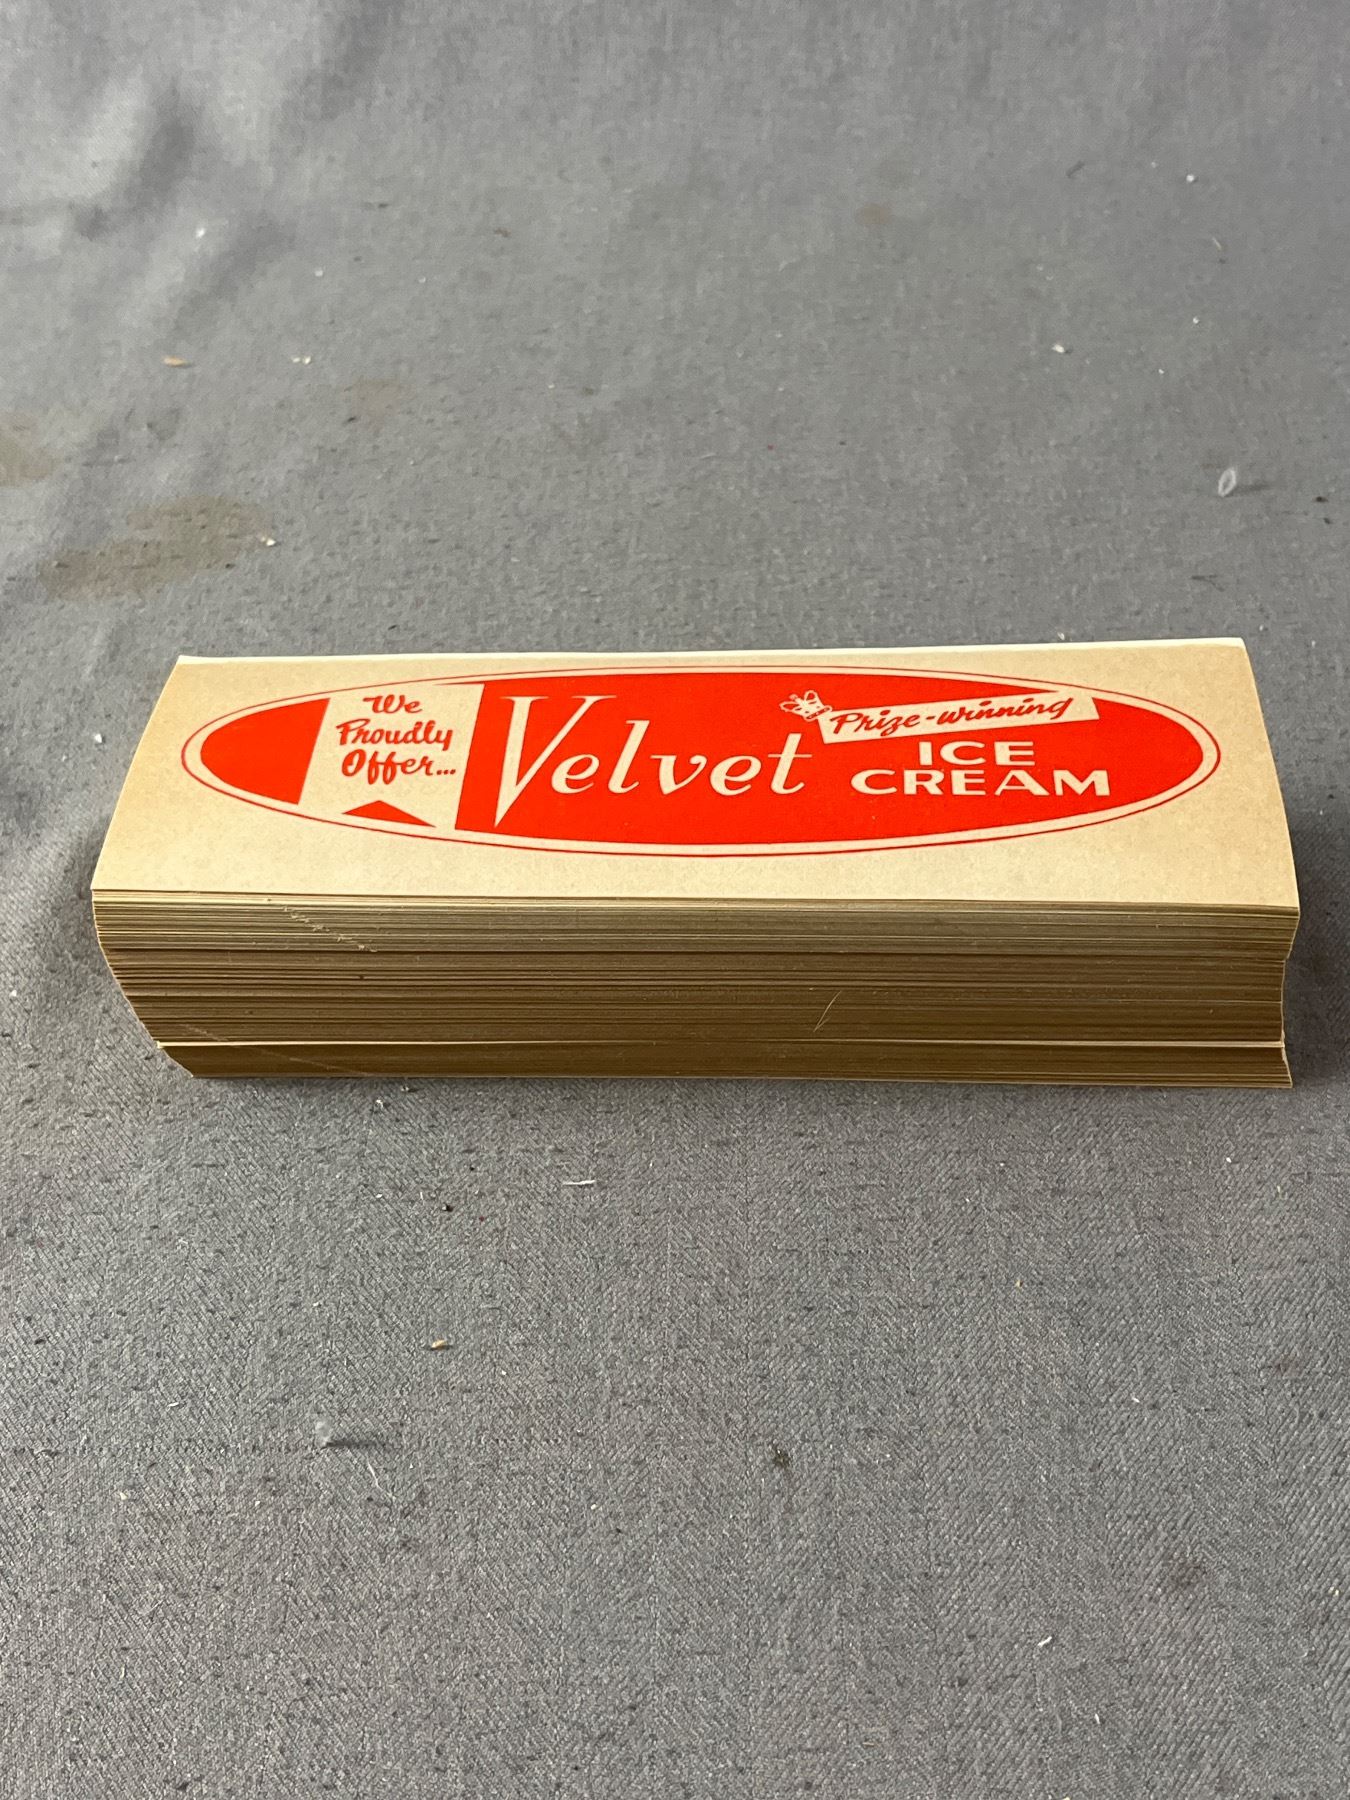 We
Proudly
Offer...
Velvet
Prize-winning
ICE
CREAM